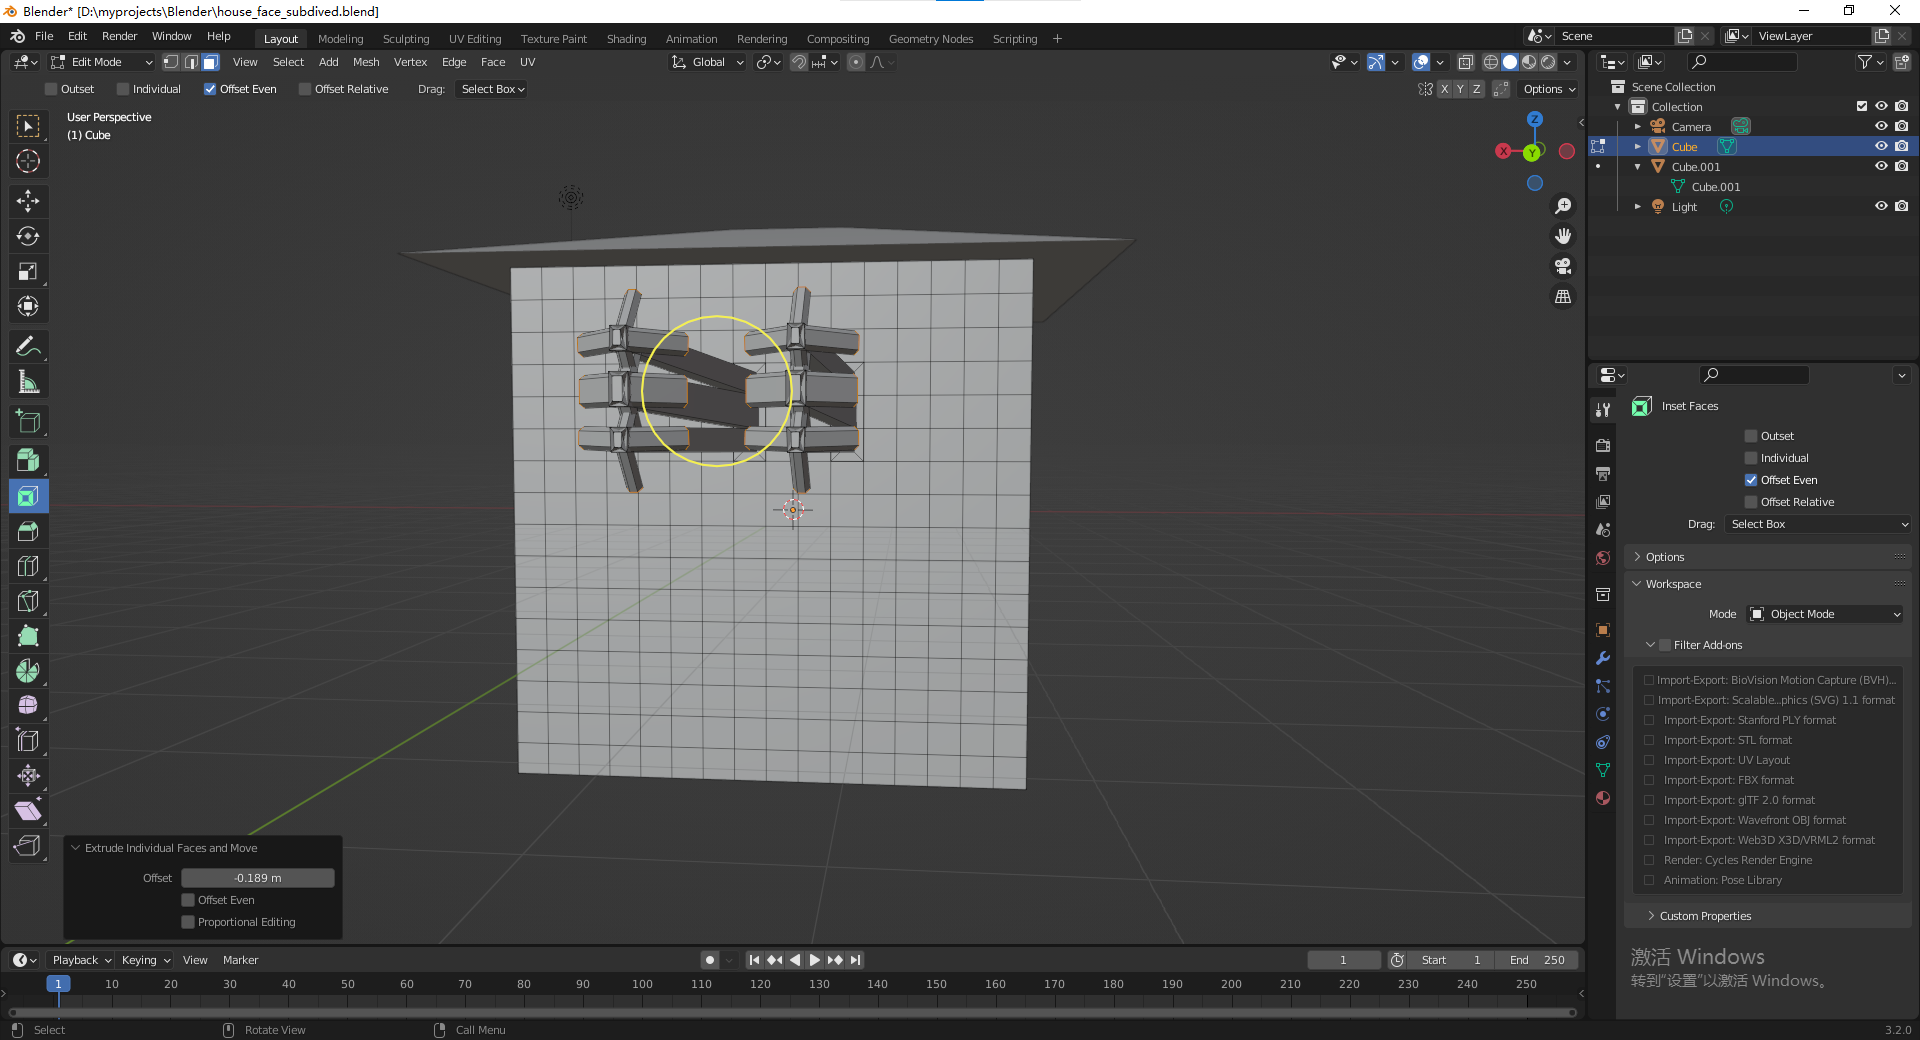 Blender* [D:\myprojects\Blender\house_face_subdived.blend]
File Edit Render Window Help Layout Modeling Sculpting UV Editing Texture Paint Shading Animation Rendering Compositing Geometry Nodes Scripting + Scene ViewLayer
Edit Mode View Select Add Mesh Vertex Edge Face UV Global
Outset Individual Offset Even Offset Relative Drag: Select Box X Y Z Options
User Perspective
(1) Cube
Z
X
Y
Scene Collection
Collection
Camera
Cube
Cube.001
Cube.001
Light
Inset Faces
Outset
Individual
Offset Even
Offset Relative
Drag: Select Box
Options
Workspace
Mode Object Mode
Filter Add-ons
Import-Export: BioVision Motion Capture (BVH)...
Import-Export: Scalable...phics (SVG) 1.1 format
Import-Export: Stanford PLY format
Import-Export: STL format
Import-Export: UV Layout
Import-Export: FBX format
Import-Export: glTF 2.0 format
Import-Export: Wavefront OBJ format
Import-Export: Web3D X3D/VRML2 format
Render: Cycles Render Engine
Animation: Pose Library
Custom Properties
激活 Windows
转到“设置”以激活 Windows。
Extrude Individual Faces and Move
Offset -0.189 m
Offset Even
Proportional Editing
Playback Keying View Marker 1 Start 1 End 250
1 10 20 30 40 50 60 70 80 90 100 110 120 130 140 150 160 170 180 190 200 210 220 230 240 250
Select Rotate View Call Menu 3.2.0